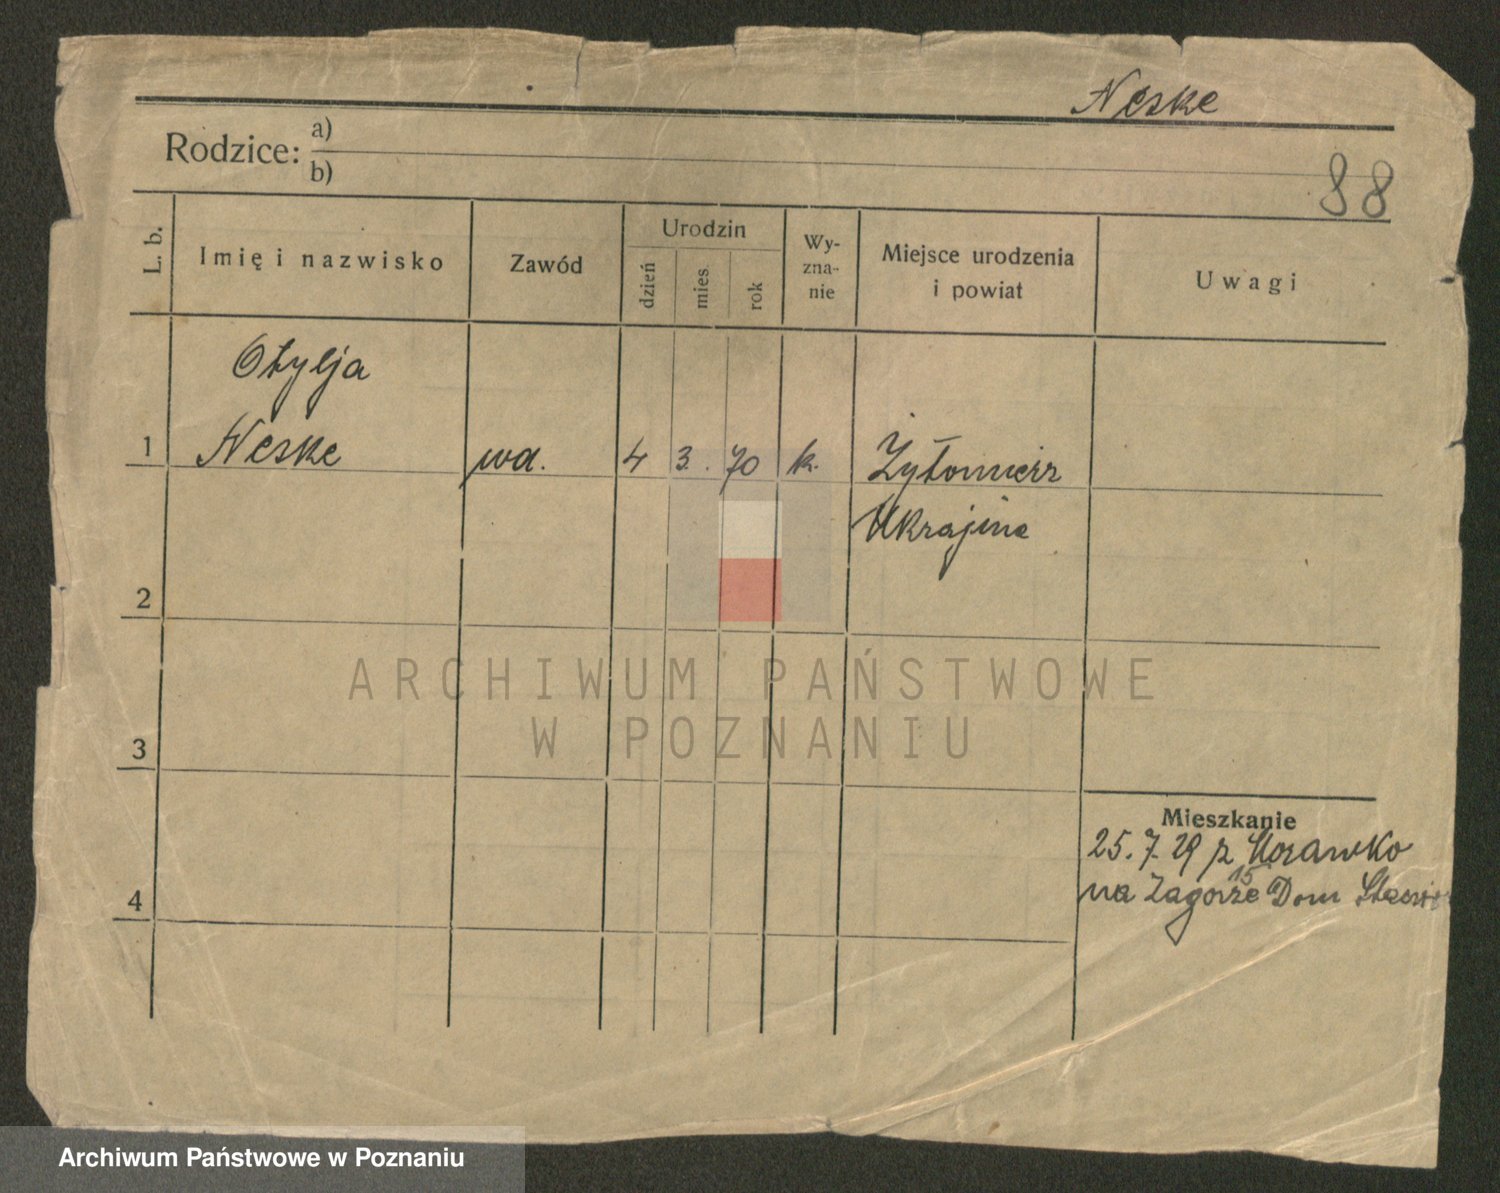 Neske
Rodzice: a)
b)
88
L. b.
Imię i nazwisko
Zawód
Urodzin
dzień
mies.
rok
Wy-
zna-
nie
Miejsce urodzenia
i powiat
Uwagi
Otylja
1 Neske wd. 4 3. 70 k. Żytomierz
Ukrajina
2
3
4
Mieszkanie
25. 7. 29 z
15
na Zagorze Dom
ARCHIWUM PAŃSTWOWE
W POZNANIU
Archiwum Państwowe w Poznaniu